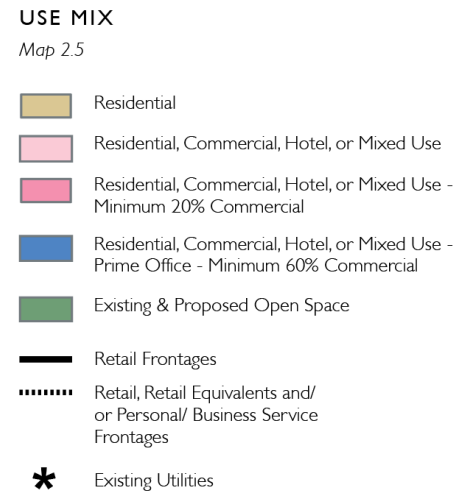 USE MIX
Map 2.5
Residential
Residential, Commercial, Hotel, or Mixed Use
Residential, Commercial, Hotel, or Mixed Use -
Minimum 20% Commercial
Residential, Commercial, Hotel, or Mixed Use -
Prime Office - Minimum 60% Commercial
Existing & Proposed Open Space
Retail Frontages
Retail, Retail Equivalents and/
or Personal/ Business Service
Frontages
Existing Utilities